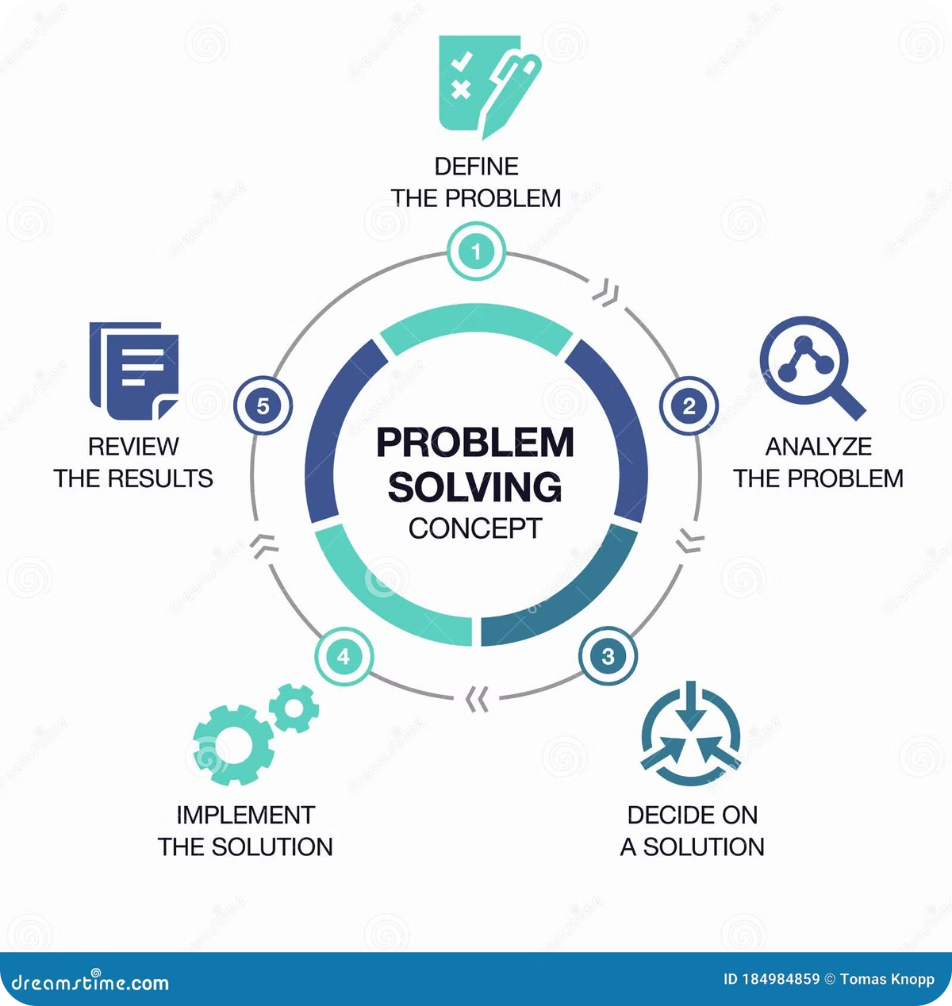 DEFINE
THE PROBLEM
1
2
ANALYZE
THE PROBLEM
3
DECIDE ON
A SOLUTION
4
IMPLEMENT
THE SOLUTION
5
REVIEW
THE RESULTS
PROBLEM
SOLVING
CONCEPT
dreamstime.com
ID 184984859 © Tomas Knopp